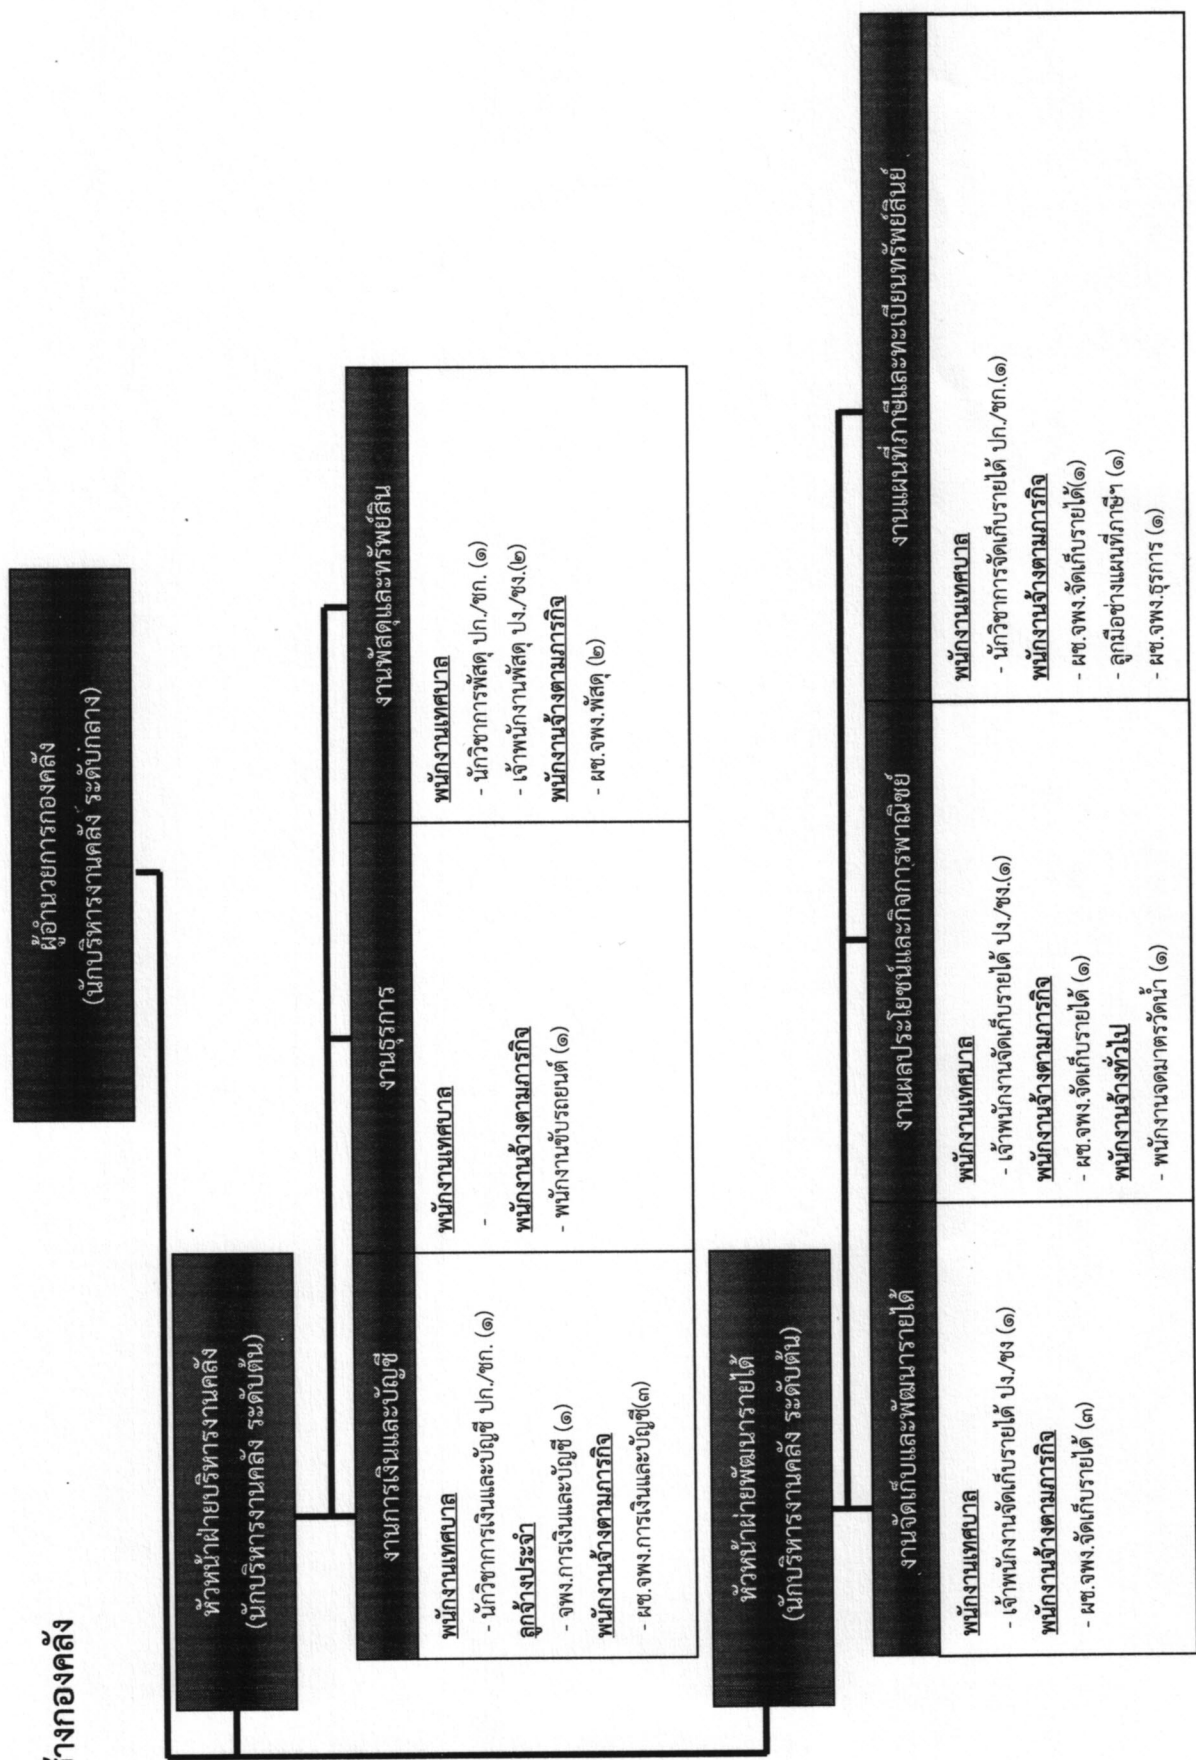 ้างกองคลัง
ผู้อำนวยการกองคลัง
(นักบริหารงานคลัง ระดับกลาง)
หัวหน้าฝ่ายบริหารงานคลัง
(นักบริหารงานคลัง ระดับต้น)
งานการเงินและบัญชี
พนักงานเทศบาล
- นักวิชาการเงินและบัญชี ปก./ชก. (๑)
ลูกจ้างประจำ
- จพง.การเงินและบัญชี (๑)
พนักงานจ้างตามภารกิจ
- ผช.จพง.การเงินและบัญชี(๓)
งานธุรการ
พนักงานเทศบาล
-
พนักงานจ้างตามภารกิจ
- พนักงานขับรถยนต์ (๑)
งานพัสดุและทรัพย์สิน
พนักงานเทศบาล
- นักวิชาการพัสดุ ปก./ชก. (๑)
- เจ้าพนักงานพัสดุ ปง./ชง.(๒)
พนักงานจ้างตามภารกิจ
- ผช.จพง.พัสดุ (๒)
หัวหน้าฝ่ายพัฒนารายได้
(นักบริหารงานคลัง ระดับต้น)
งานจัดเก็บและพัฒนารายได้
พนักงานเทศบาล
- เจ้าพนักงานจัดเก็บรายได้ ปง./ชง (๑)
พนักงานจ้างตามภารกิจ
- ผช.จพง.จัดเก็บรายได้ (๓)
งานผลประโยชน์และกิจการพาณิชย์
พนักงานเทศบาล
- เจ้าพนักงานจัดเก็บรายได้ ปง./ชง.(๑)
พนักงานจ้างตามภารกิจ
- ผช.จพง.จัดเก็บรายได้ (๑)
พนักงานจ้างทั่วไป
- พนักงานจดมาตรวัดน้ำ (๑)
งานแผนที่ภาษีและทะเบียนทรัพย์สินย์
พนักงานเทศบาล
- นักวิชาการจัดเก็บรายได้ ปก./ชก.(๑)
พนักงานจ้างตามภารกิจ
- ผช.จพง.จัดเก็บรายได้(๑)
- ลูกมือช่างแผนที่ภาษีฯ (๑)
- ผช.จพง.ธุรการ (๑)